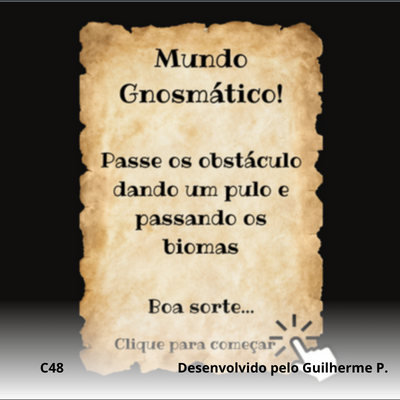 Mundo
Gnosmático!
Passe os obstáculo
dando um pulo e
passando os
biomas
Boa sorte...
Clique para começar
C48
Desenvolvido pelo Guilherme P.